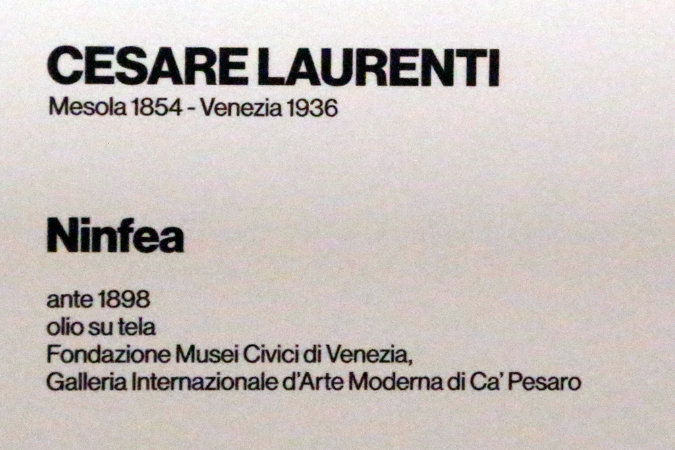 CESARE LAURENTI
Mesola 1854 - Venezia 1936
Ninfea
ante 1898
olio su tela
Fondazione Musei Civici di Venezia,
Galleria Internazionale d'Arte Moderna di Ca' Pesaro